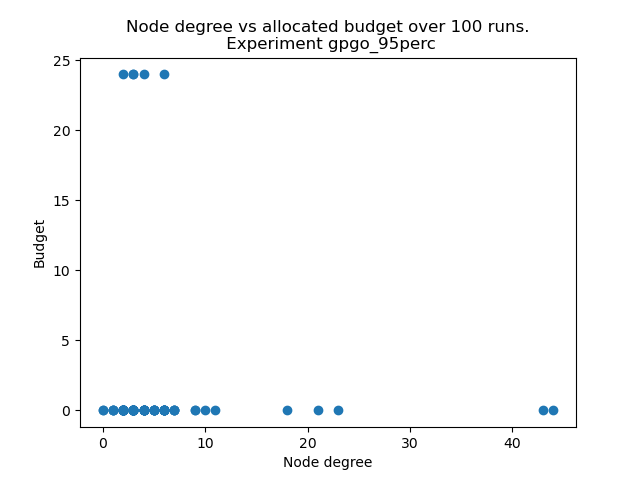 Node degree vs allocated budget over 100 runs.
Experiment gpgo_95perc
25
20
15
10
5
0
Budget
0 10 20 30 40
Node degree